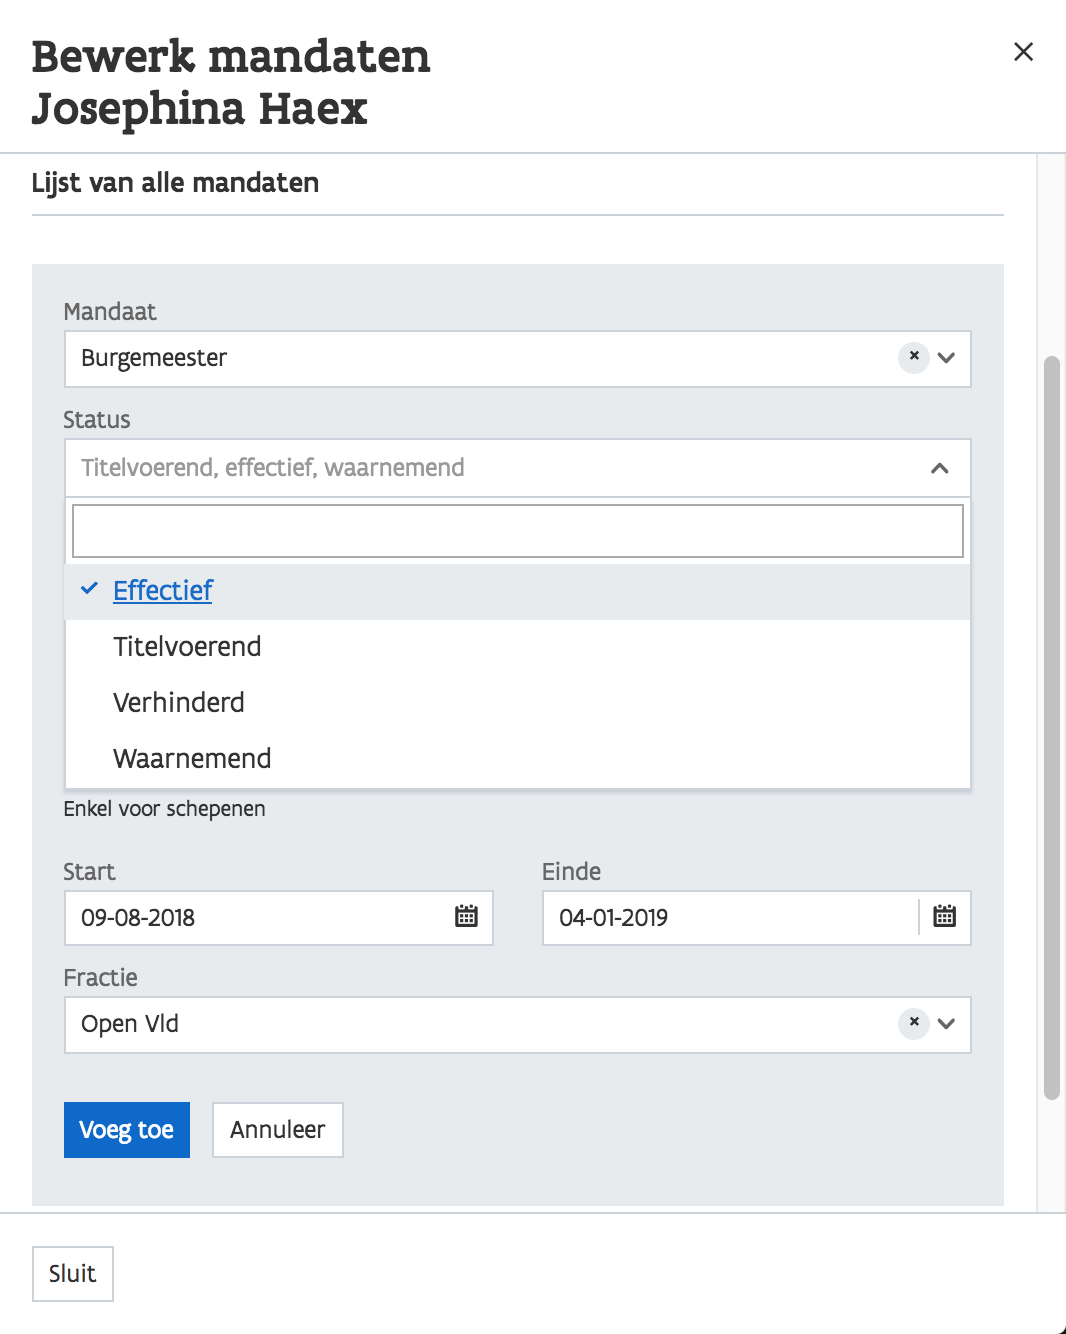 Bewerk mandaten
Josephina Haex
Lijst van alle mandaten
Mandaat
Burgemeester
Status
Titelvoerend, effectief, waarnemend
Effectief
Titelvoerend
Verhinderd
Waarnemend
Enkel voor schepenen
Start
Einde
09-08-2018
04-01-2019
Fractie
Open Vld
Voeg toe
Annuleer
Sluit